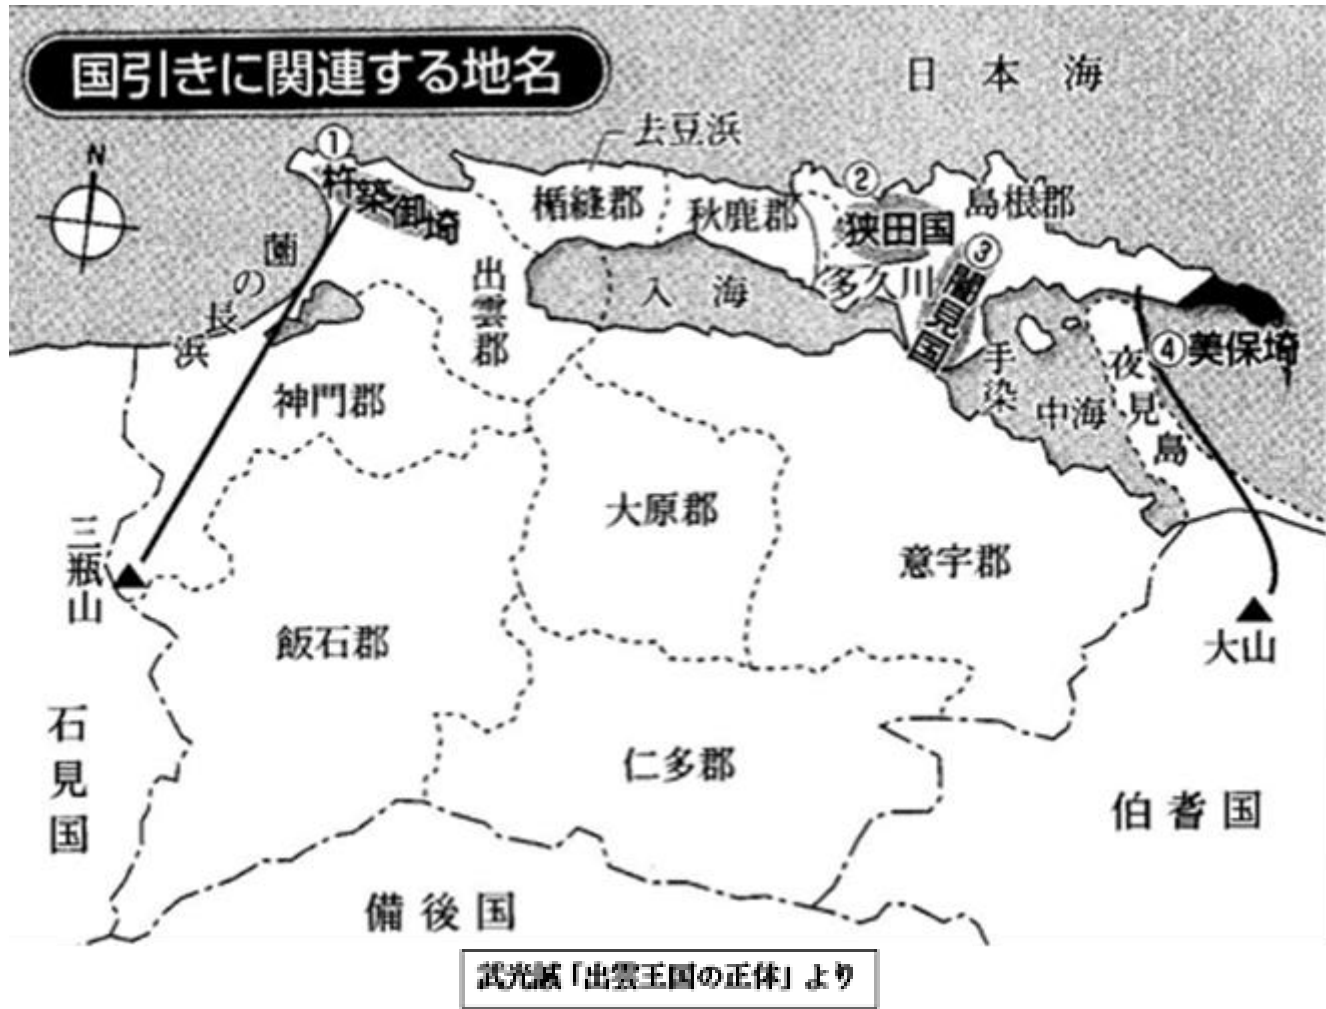 国引きに関連する地名
日本海
N
①
杵築御埼
去豆浜
楯縫郡
秋鹿郡
②
狭田国
島根郡
③
闇見国
多久川
薗の長浜
出雲郡
入海
手染
中海
夜見島
④美保埼
神門郡
大原郡
意宇郡
三瓶山
飯石郡
大山
石見国
仁多郡
伯耆国
備後国
武光誠「出雲王国の正体」より